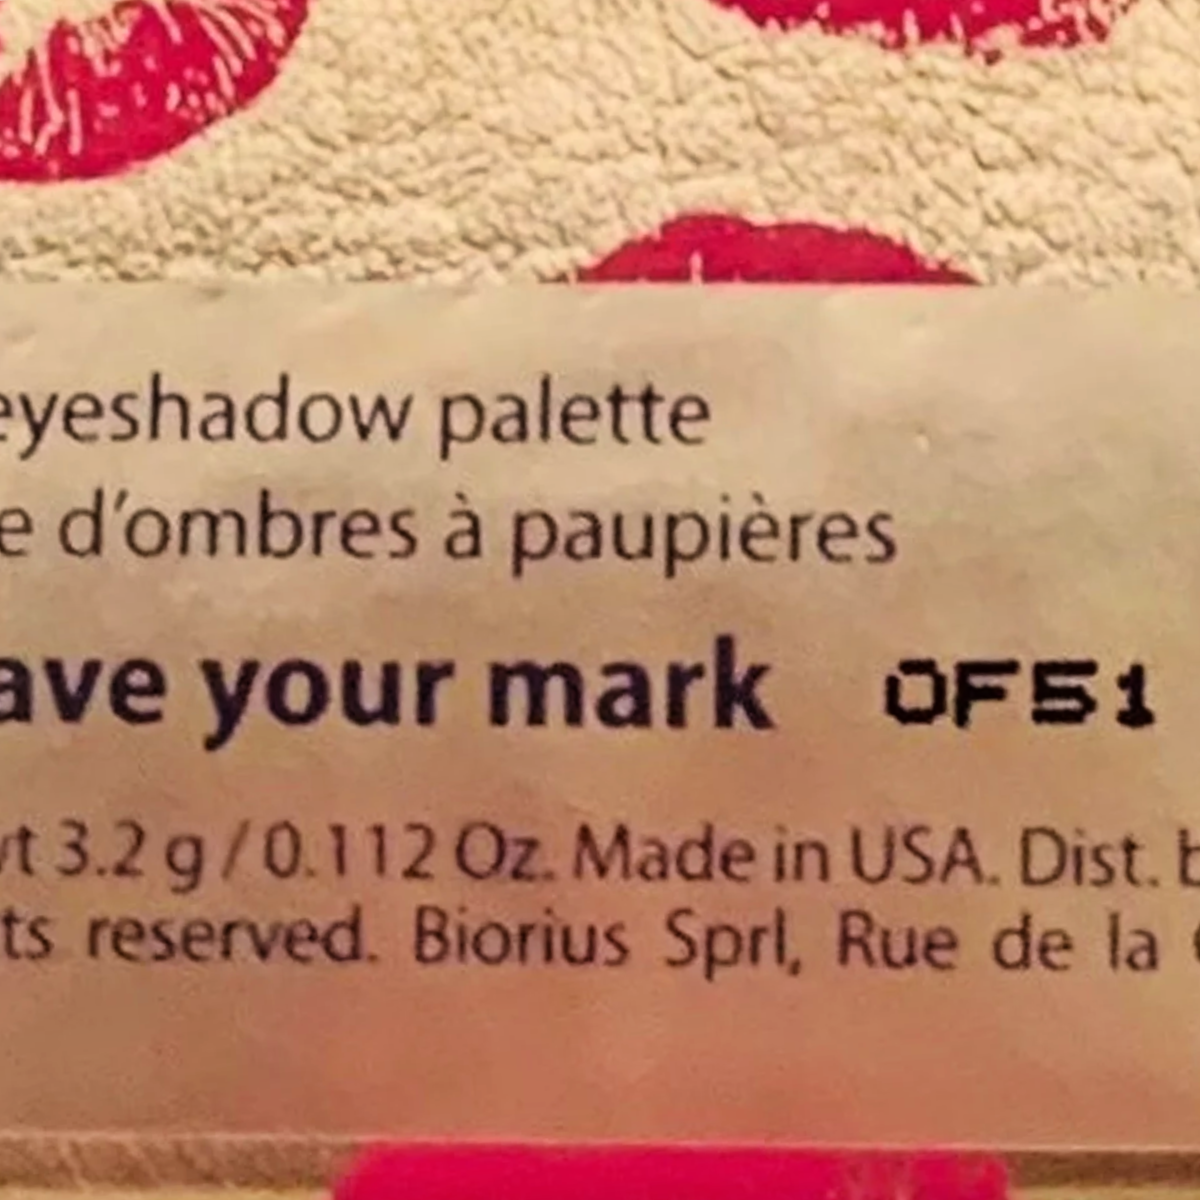 eyeshadow palette
e d'ombres à paupières
ave your mark 0F51
t 3.2 g / 0.112 Oz. Made in USA. Dist. b
ts reserved. Biorius Sprl, Rue de la